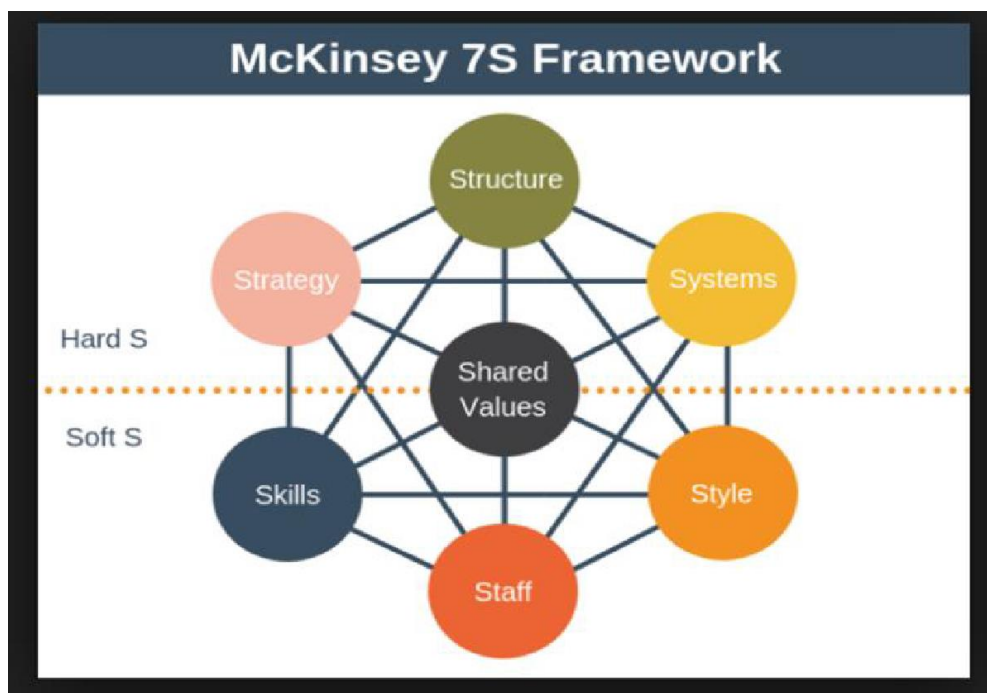 McKinsey 7S Framework
Structure
Strategy
Systems
Hard S
Shared
Values
Soft S
Skills
Style
Staff